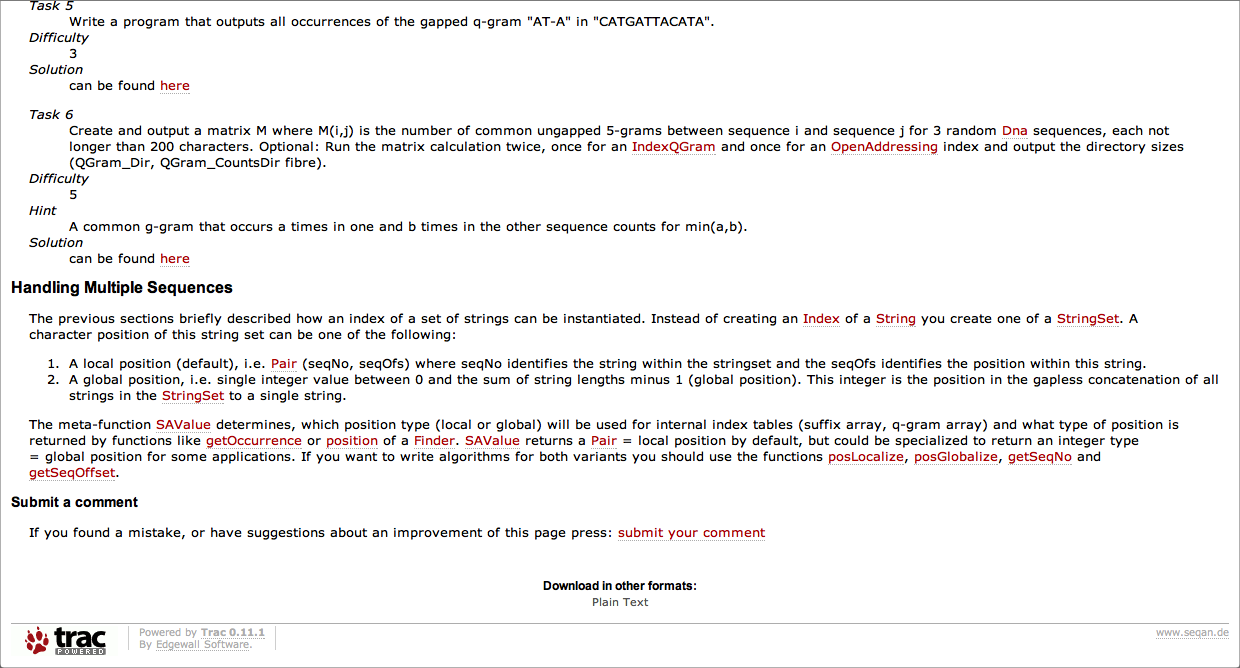 Task 5
Write a program that outputs all occurrences of the gapped q-gram "AT-A" in "CATGATTACATA".
Difficulty
3
Solution
can be found here
Task 6
Create and output a matrix M where M(i,j) is the number of common ungapped 5-grams between sequence i and sequence j for 3 random Dna sequences, each not
longer than 200 characters. Optional: Run the matrix calculation twice, once for an IndexQGram and once for an OpenAddressing index and output the directory sizes
(QGram_Dir, QGram_CountsDir fibre).
Difficulty
5
Hint
A common g-gram that occurs a times in one and b times in the other sequence counts for min(a,b).
Solution
can be found here
Handling Multiple Sequences
The previous sections briefly described how an index of a set of strings can be instantiated. Instead of creating an Index of a String you create one of a StringSet. A
character position of this string set can be one of the following:
1. A local position (default), i.e. Pair (seqNo, seqOfs) where seqNo identifies the string within the stringset and the seqOfs identifies the position within this string.
2. A global position, i.e. single integer value between 0 and the sum of string lengths minus 1 (global position). This integer is the position in the gapless concatenation of all
strings in the StringSet to a single string.
The meta-function SAValue determines, which position type (local or global) will be used for internal index tables (suffix array, q-gram array) and what type of position is
returned by functions like getOccurrence or position of a Finder. SAValue returns a Pair = local position by default, but could be specialized to return an integer type
= global position for some applications. If you want to write algorithms for both variants you should use the functions posLocalize, posGlobalize, getSeqNo and
getSeqOffset.
Submit a comment
If you found a mistake, or have suggestions about an improvement of this page press: submit your comment
Download in other formats:
Plain Text
trac
POWERED
Powered by Trac 0.11.1
By Edgewall Software.
www.seqan.de